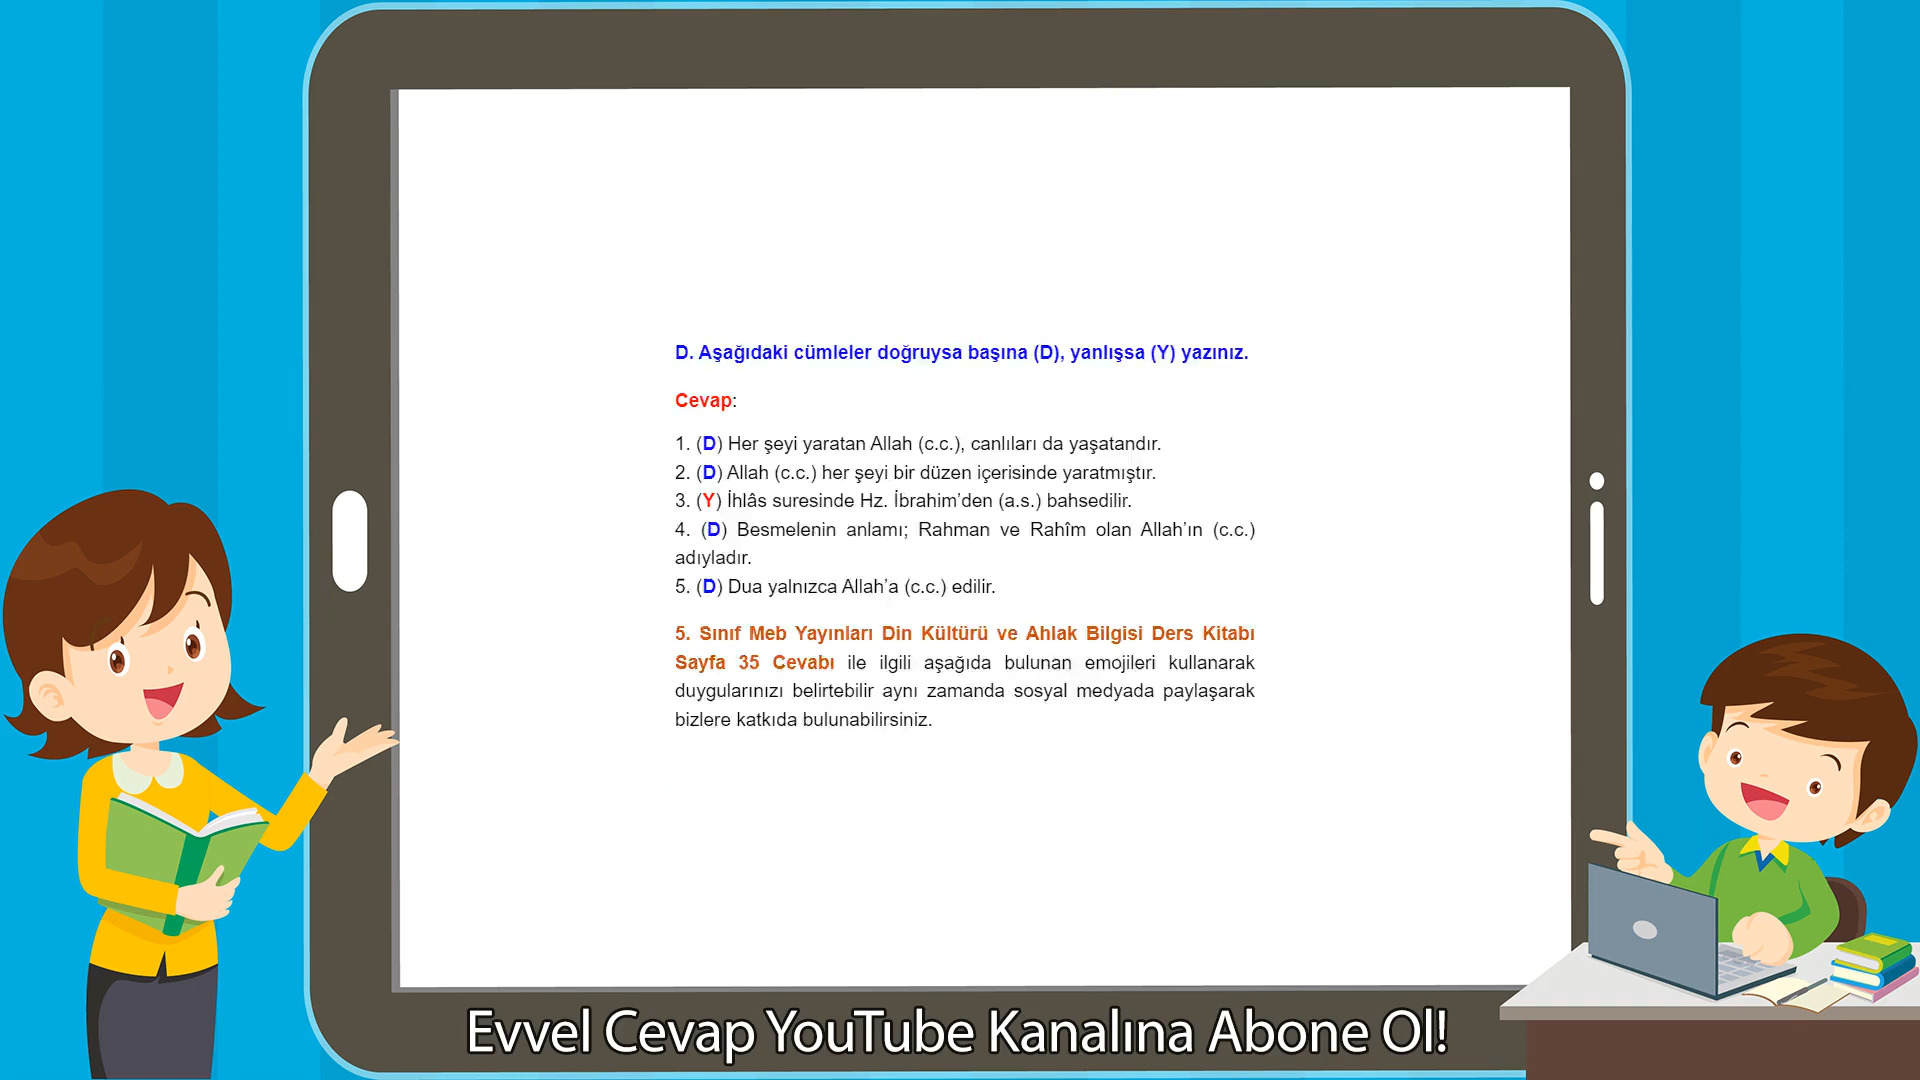 D. Aşağıdaki cümleler doğruysa başına (D), yanlışsa (Y) yazınız.
Cevap:
1. (D) Her şeyi yaratan Allah (c.c.), canlıları da yaşatandır.
2. (D) Allah (c.c.) her şeyi bir düzen içerisinde yaratmıştır.
3. (Y) İhlâs suresinde Hz. İbrahim’den (a.s.) bahsedilir.
4. (D) Besmelenin anlamı; Rahman ve Rahîm olan Allah’ın (c.c.)
adıyladır.
5. (D) Dua yalnızca Allah’a (c.c.) edilir.
5. Sınıf Meb Yayınları Din Kültürü ve Ahlak Bilgisi Ders Kitabı
Sayfa 35 Cevabı ile ilgili aşağıda bulunan emojileri kullanarak
duygularınızı belirtebilir aynı zamanda sosyal medyada paylaşarak
bizlere katkıda bulunabilirsiniz.
Evvel Cevap YouTube Kanalına Abone Ol!